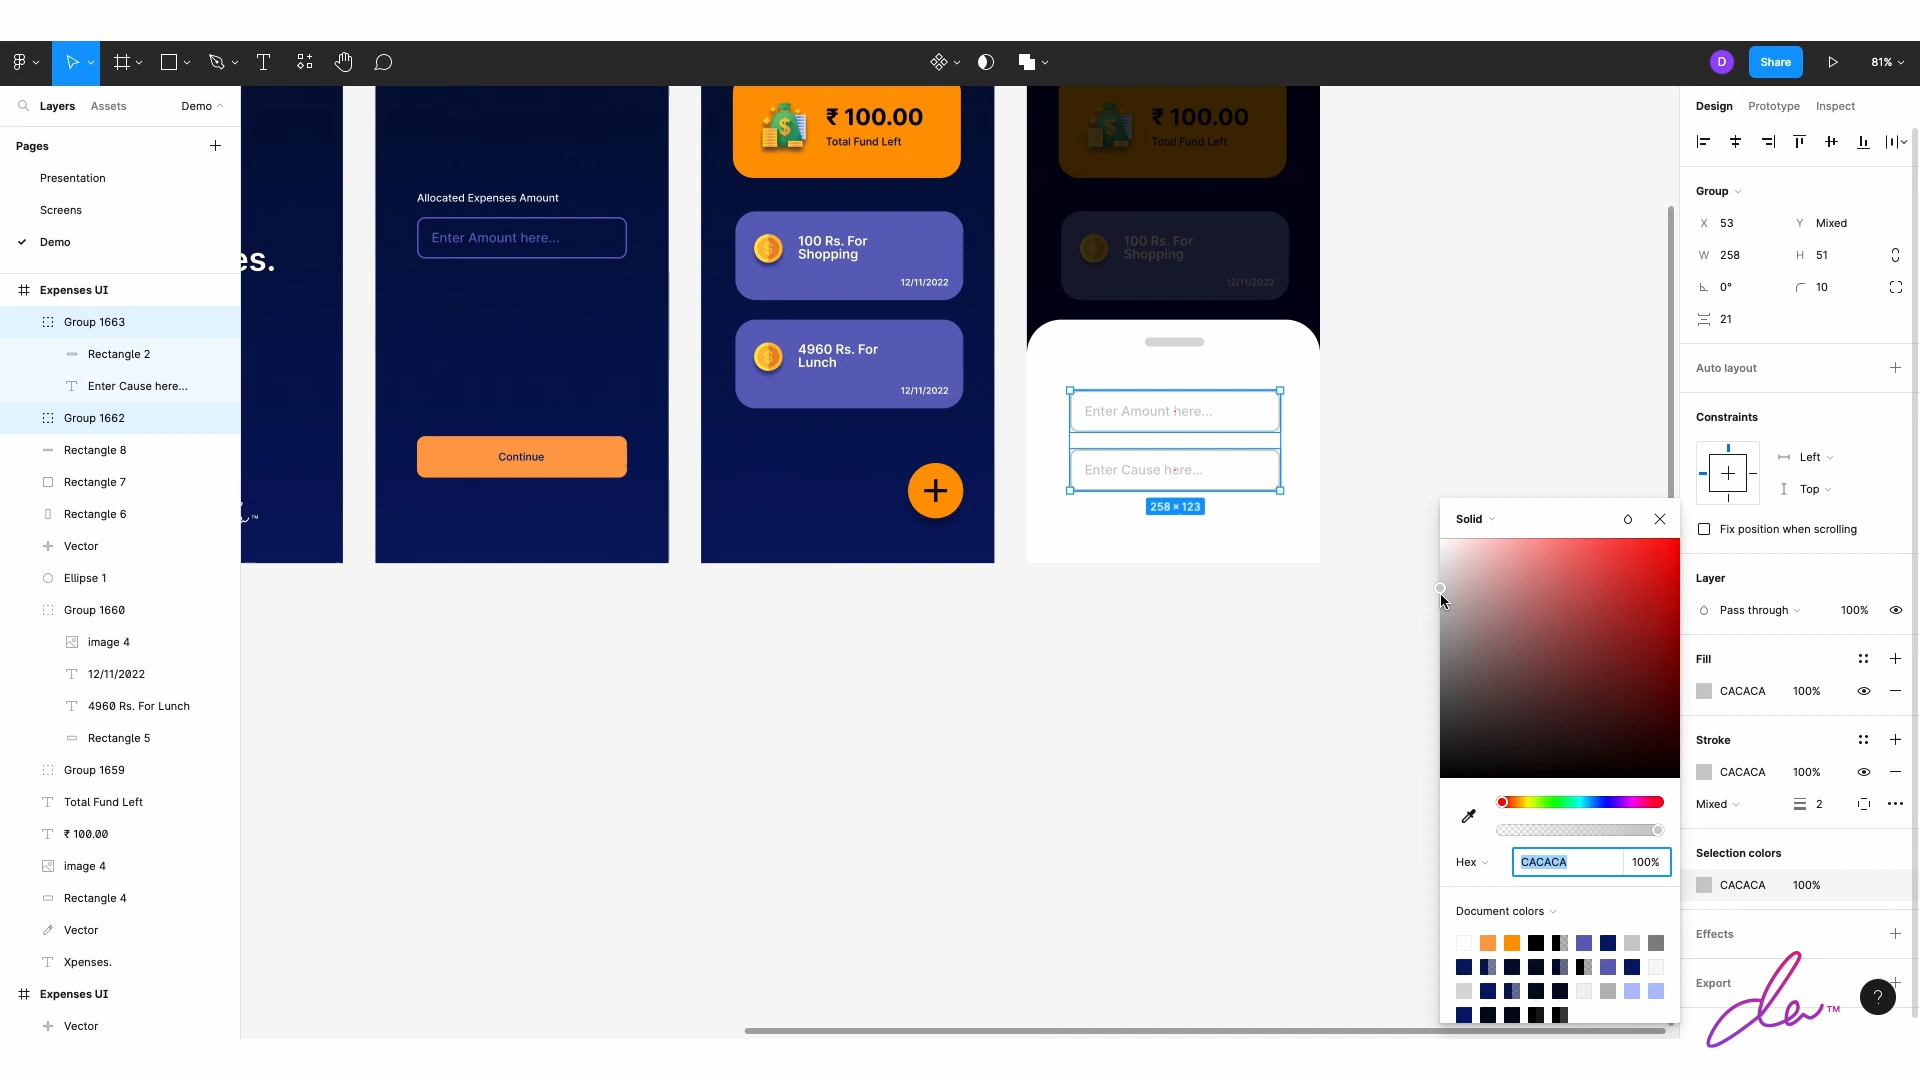 D
Share
81%
Layers
Assets
Demo
Pages
Presentation
Screens
Demo
Expenses UI
Group 1663
Rectangle 2
Enter Cause here...
Group 1662
Rectangle 8
Rectangle 7
Rectangle 6
Vector
Ellipse 1
Group 1660
image 4
12/11/2022
4960 Rs. For Lunch
Rectangle 5
Group 1659
Total Fund Left
₹ 100.00
image 4
Rectangle 4
Vector
Xpenses.
Expenses UI
Vector
es.
TM
Allocated Expenses Amount
Enter Amount here...
Continue
₹ 100.00
Total Fund Left
100 Rs. For
Shopping
12/11/2022
4960 Rs. For
Lunch
12/11/2022
₹ 100.00
Total Fund Left
100 Rs. For
Shopping
12/11/2022
Enter Amount here...
Enter Cause here...
258 × 123
Solid
Hex
CACACA
100%
Document colors
Design
Prototype
Inspect
Group
X 53 Y Mixed
W 258 H 51
0° 10
21
Auto layout
Constraints
Left
Top
Fix position when scrolling
Layer
Pass through 100%
Fill
CACACA 100%
Stroke
CACACA 100%
Mixed 2
Selection colors
CACACA 100%
Effects
Export
?
TM